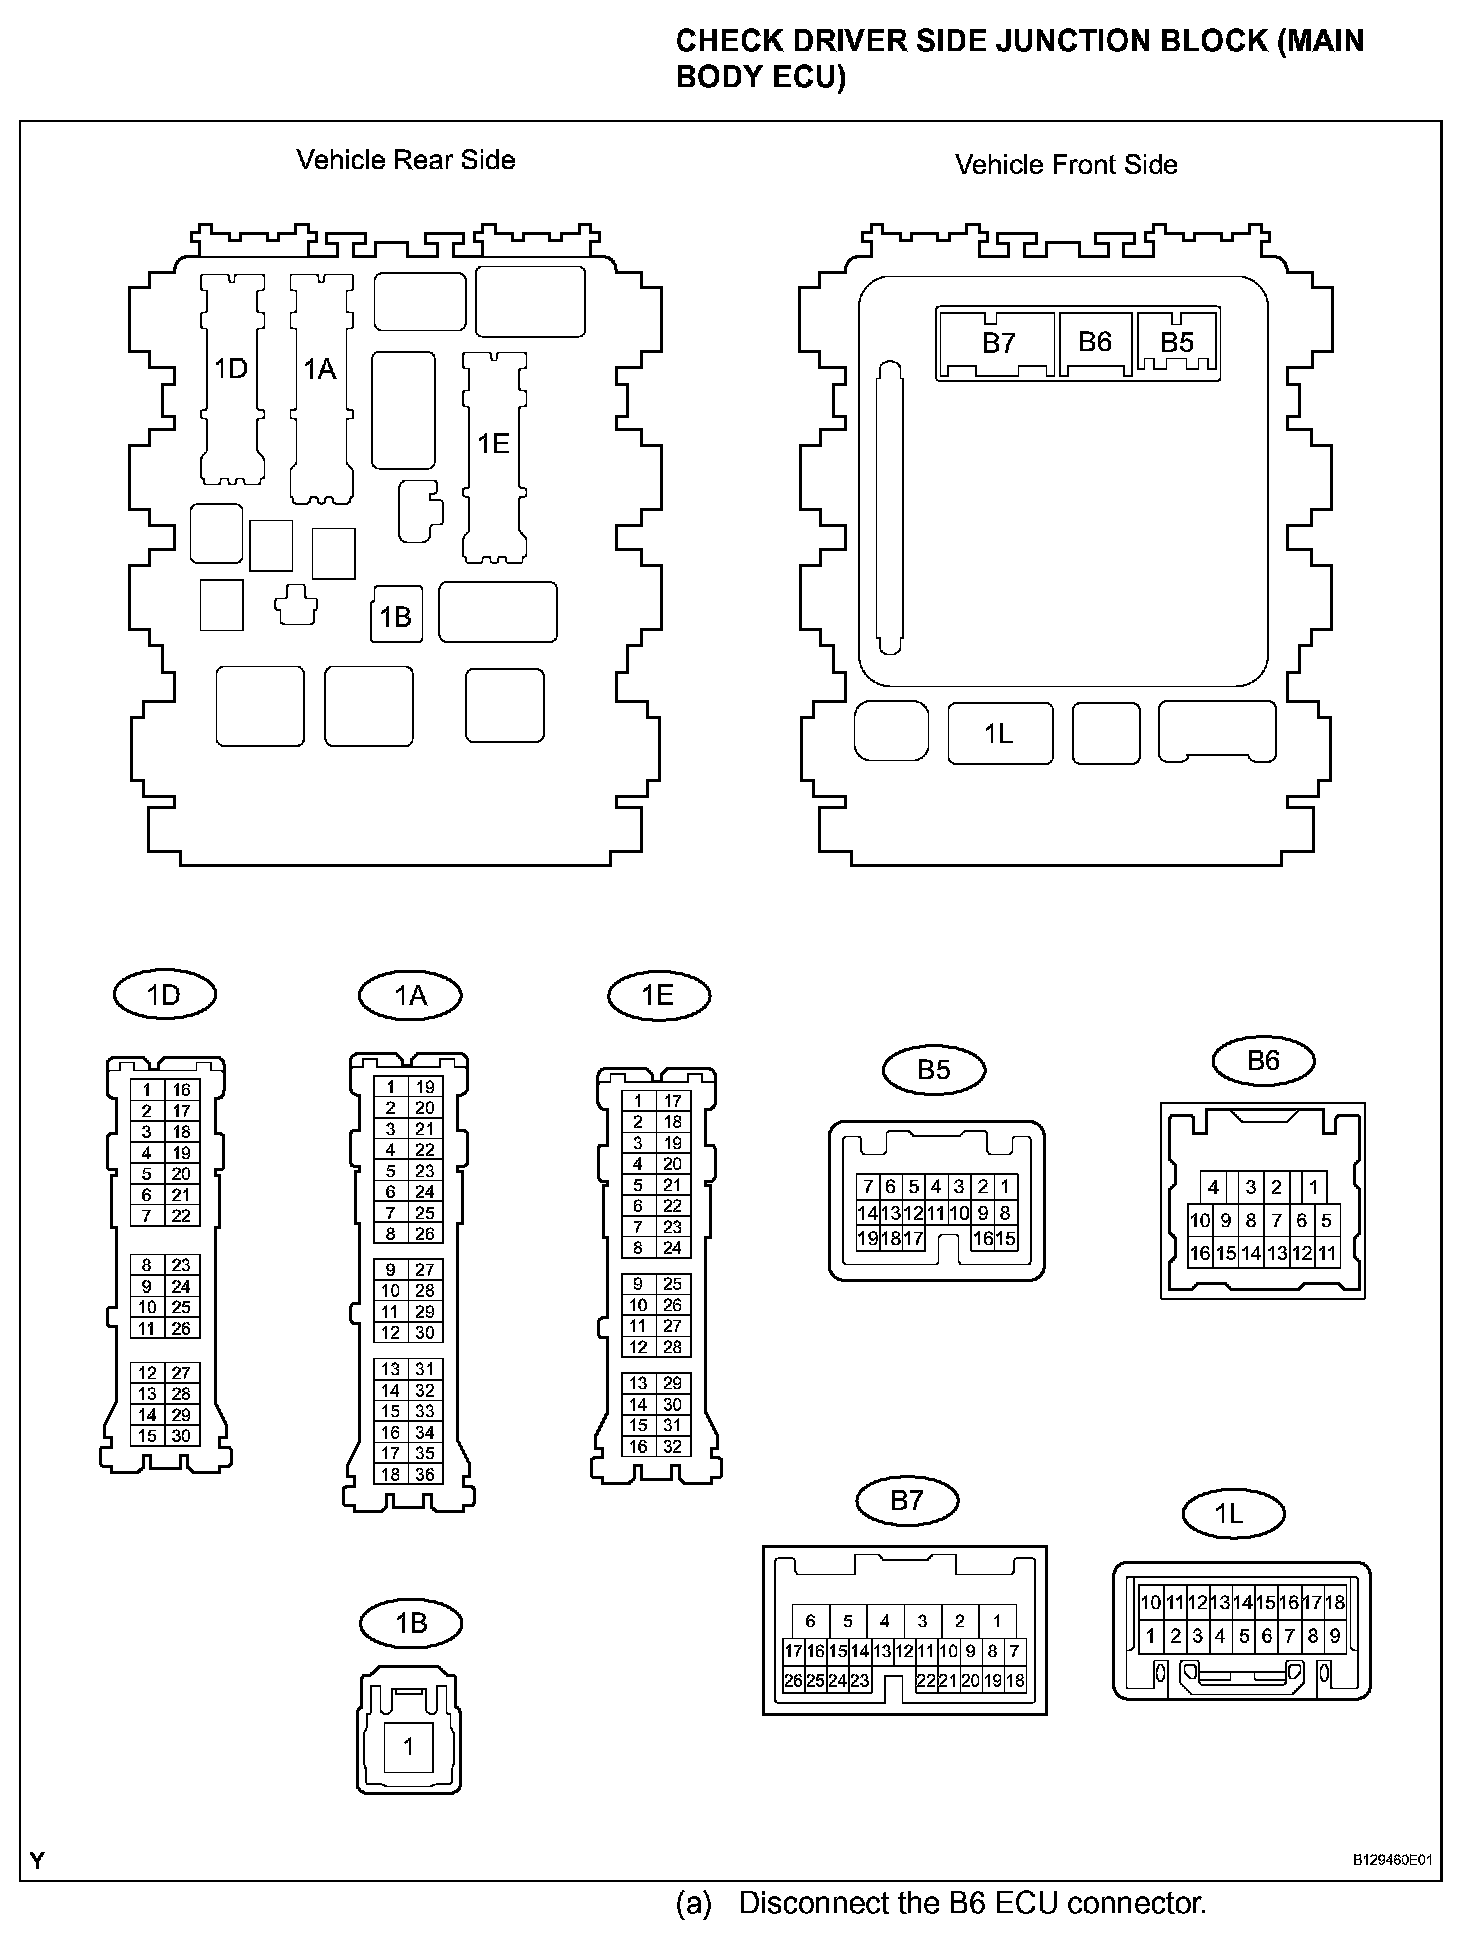 CHECK DRIVER SIDE JUNCTION BLOCK (MAIN
BODY ECU)
Vehicle Rear Side
Vehicle Front Side
1D
1A
1E
1B
B7
B6
B5
1L
1D
1 16
2 17
3 18
4 19
5 20
6 21
7 22
8 23
9 24
10 25
11 26
12 27
13 28
14 29
15 30
1A
1 19
2 20
3 21
4 22
5 23
6 24
7 25
8 26
9 27
10 28
11 29
12 30
13 31
14 32
15 33
16 34
17 35
18 36
1E
1 17
2 18
3 19
4 20
5 21
6 22
7 23
8 24
9 25
10 26
11 27
12 28
13 29
14 30
15 31
16 32
B5
7 6 5 4 3 2 1
14 13 12 11 10 9 8
19 18 17 16 15
B6
4 3 2 1
10 9 8 7 6 5
16 15 14 13 12 11
1B
1
B7
6 5 4 3 2 1
17 16 15 14 13 12 11 10 9 8 7
26 25 24 23 22 21 20 19 18
1L
10 11 12 13 14 15 16 17 18
1 2 3 4 5 6 7 8 9
Y
B129460E01
(a) Disconnect the B6 ECU connector.